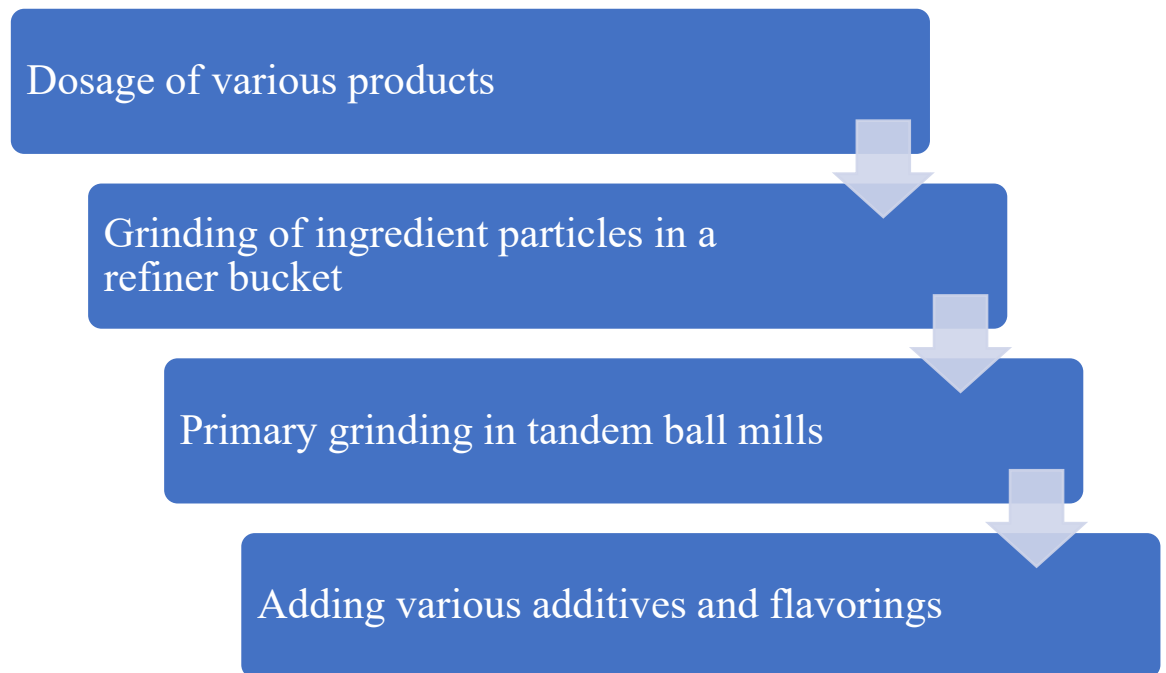 Dosage of various products
Grinding of ingredient particles in a
refiner bucket
Primary grinding in tandem ball mills
Adding various additives and flavorings